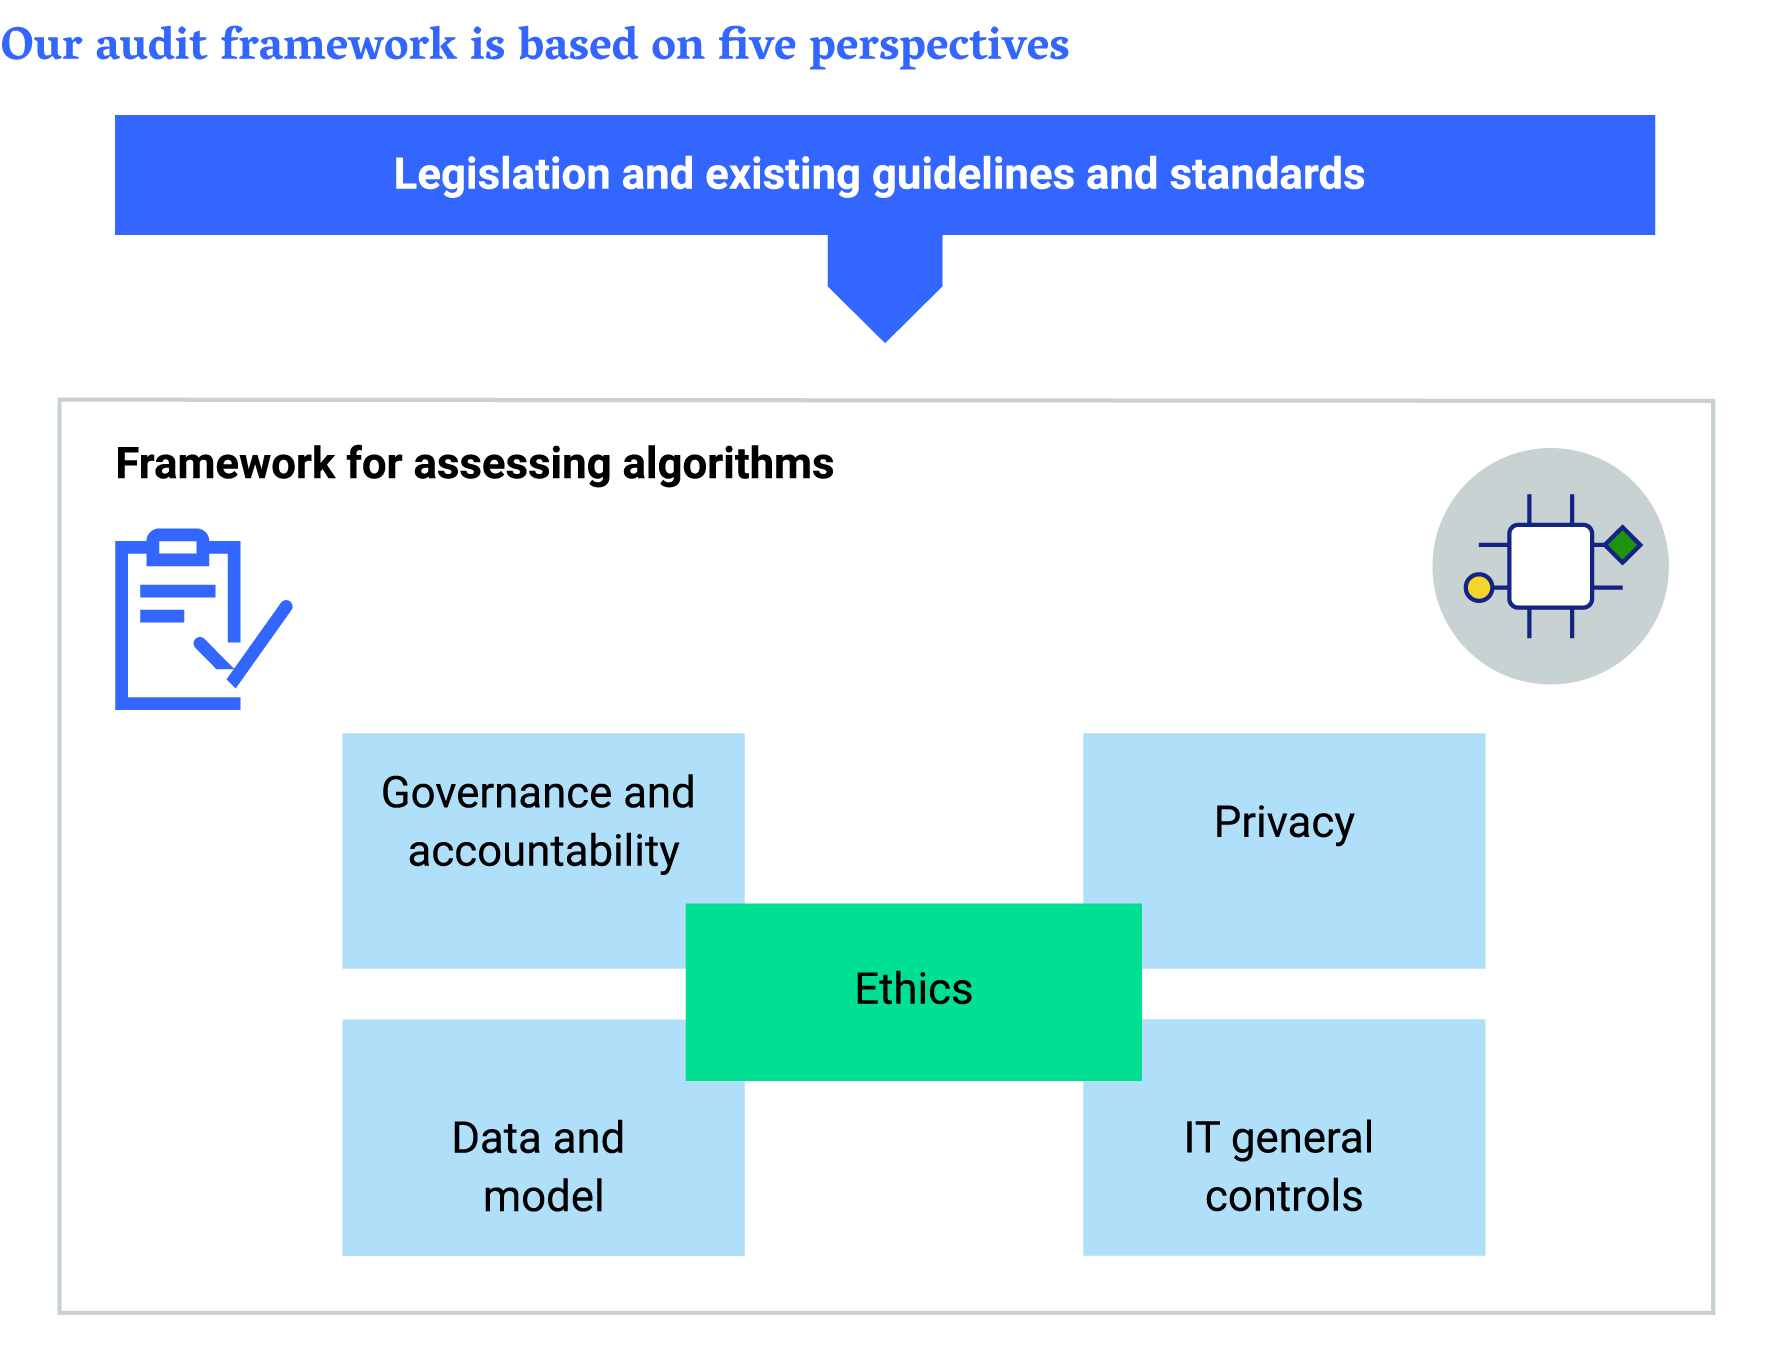 Our audit framework is based on five perspectives
Legislation and existing guidelines and standards
Framework for assessing algorithms
Governance and
accountability
Privacy
Ethics
Data and
model
IT general
controls